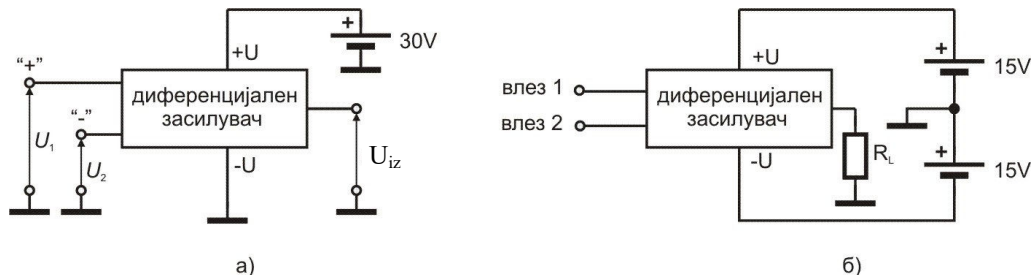 +
30V
+U
“+”
диференцијален
засилувач
U1
“-”
U2
Uiz
-U
а)
+
15V
+U
влез 1
диференцијален
засилувач
влез 2
RL
+
15V
-U
б)